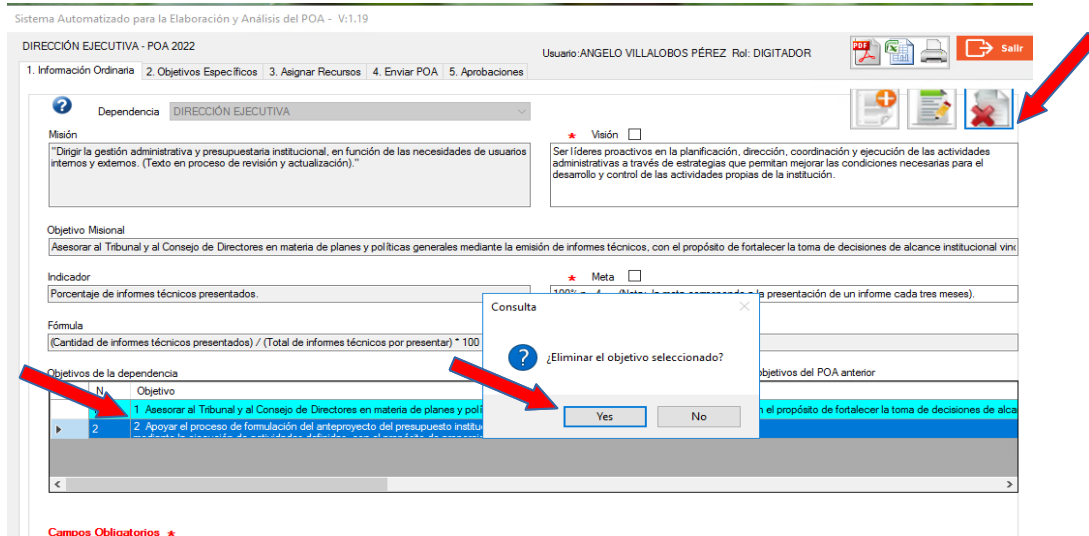 Sistema Automatizado para la Elaboración y Análisis del POA - V:1.19
DIRECCIÓN EJECUTIVA - POA 2022
Usuario:ANGELO VILLALOBOS PÉREZ Rol: DIGITADOR
PDF
Salir
1. Información Ordinaria 2. Objetivos Específicos 3. Asignar Recursos 4. Enviar POA 5. Aprobaciones
Dependencia DIRECCIÓN EJECUTIVA
Misión
"Dirigir la gestión administrativa y presupuestaria institucional, en función de las necesidades de usuarios
internos y externos. (Texto en proceso de revisión y actualización)."
* Visión
Ser líderes proactivos en la planificación, dirección, coordinación y ejecución de las actividades
administrativas a través de estrategias que permitan mejorar las condiciones necesarias para el
desarrollo y control de las actividades propias de la institución.
Objetivo Misional
Asesorar al Tribunal y al Consejo de Directores en materia de planes y políticas generales mediante la emisión de informes técnicos, con el propósito de fortalecer la toma de decisiones de alcance institucional vinc
Indicador
Porcentaje de informes técnicos presentados.
* Meta
la presentación de un informe cada tres meses).
Fórmula
(Cantidad de informes técnicos presentados) / (Total de informes técnicos por presentar) * 100
Consulta
¿Eliminar el objetivo seleccionado?
Yes No
Objetivos de la dependencia
objetivos del POA anterior
N Objetivo
1 Asesorar al Tribunal y al Consejo de Directores en materia de planes y polí
n el propósito de fortalecer la toma de decisiones de alca
2 2 Apoyar el proceso de formulación del anteproyecto del presupuesto institu
Campos Obligatorios *